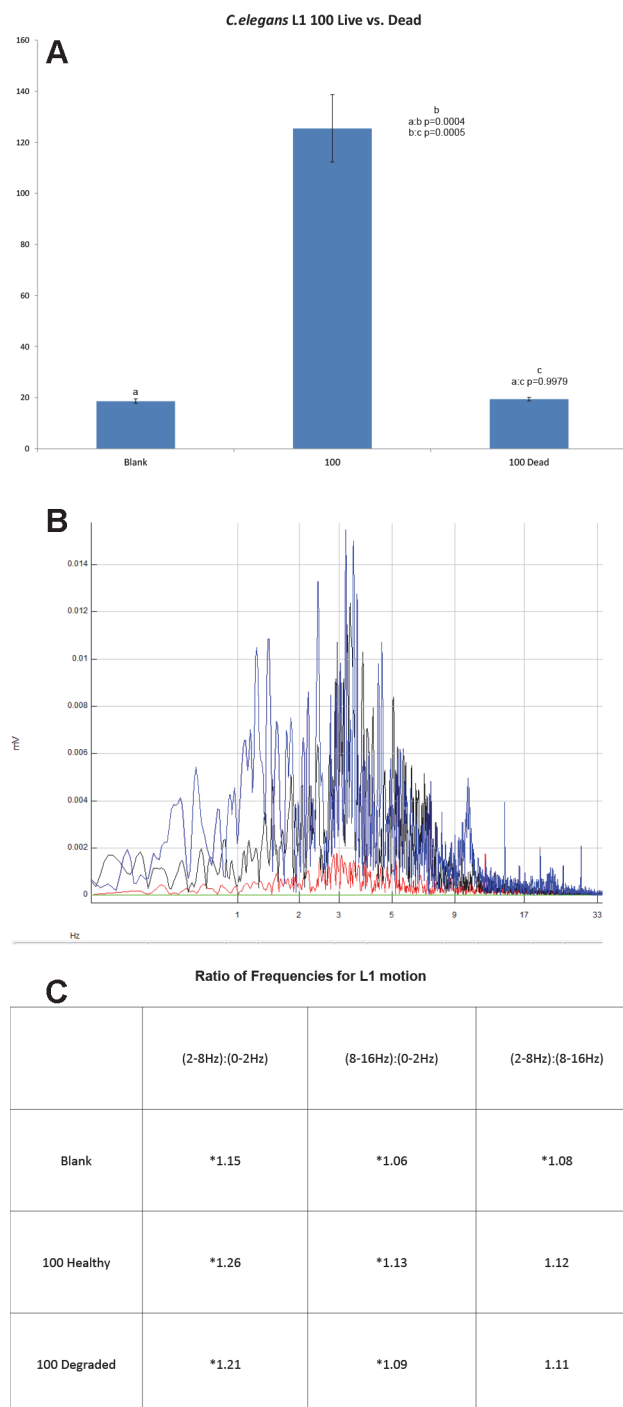 C.elegans L1 100 Live vs. Dead
A
160
140
120
100
80
60
40
20
0
b
a:b p=0.0004
b:c p=0.0005
a
c
a:c p=0.9979
Blank 100 100 Dead
B
0.014
0.012
0.01
0.008
0.006
0.004
0.002
0
mV
1 2 3 5 9 17 33
Hz
C
Ratio of Frequencies for L1 motion
(2-8Hz):(0-2Hz) (8-16Hz):(0-2Hz) (2-8Hz):(8-16Hz)
Blank *1.15 *1.06 *1.08
100 Healthy *1.26 *1.13 1.12
100 Degraded *1.21 *1.09 1.11